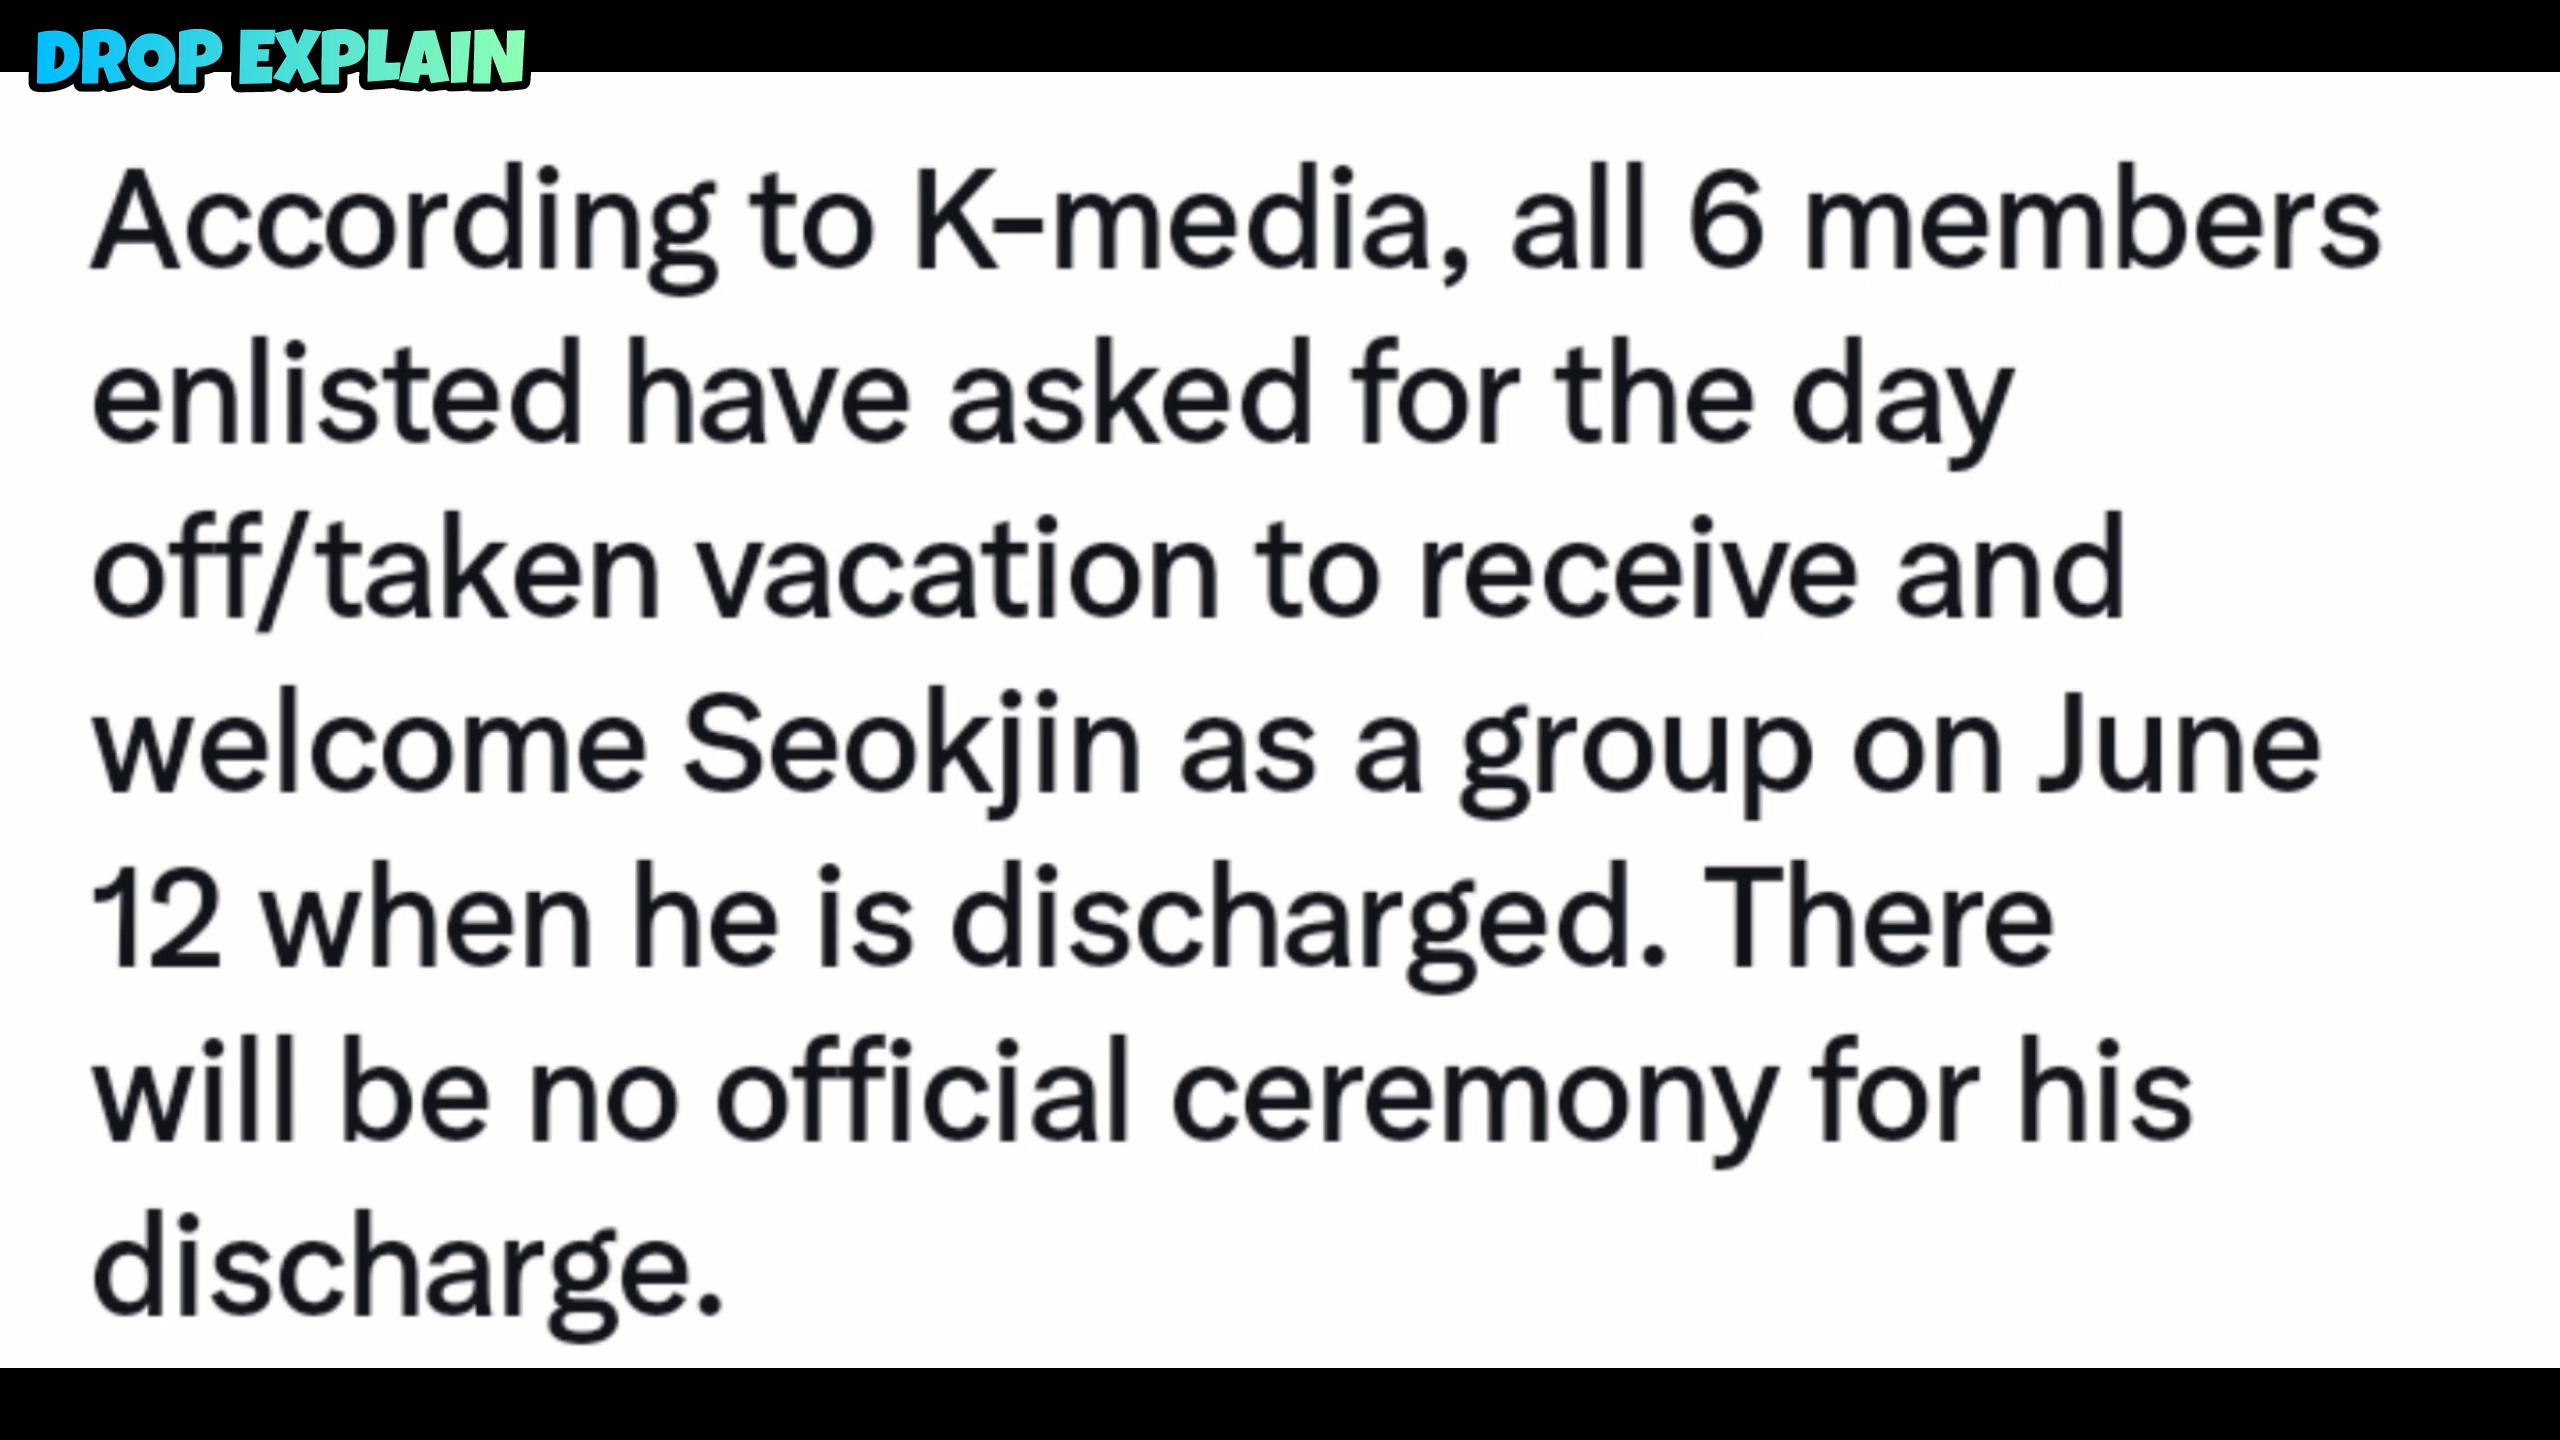 DROP EXPLAIN
According to K-media, all 6 members
enlisted have asked for the day
off/taken vacation to receive and
welcome Seokjin as a group on June
12 when he is discharged. There
will be no official ceremony for his
discharge.